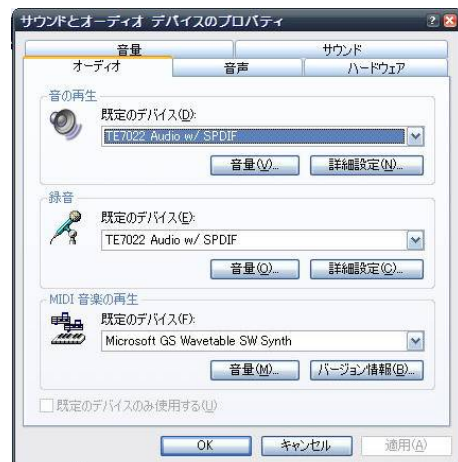 サウンドとオーディオ デバイスのプロパティ
音量 サウンド
オーディオ 音声 ハードウェア
音の再生
既定のデバイス(D):
TE7022 Audio w/ SPDIF
音量(V)... 詳細設定(N)...
録音
既定のデバイス(E):
TE7022 Audio w/ SPDIF
音量(O)... 詳細設定(C)...
MIDI 音楽の再生
既定のデバイス(F):
Microsoft GS Wavetable SW Synth
音量(M)... バージョン情報(B)...
既定のデバイスのみ使用する(U)
OK キャンセル 適用(A)